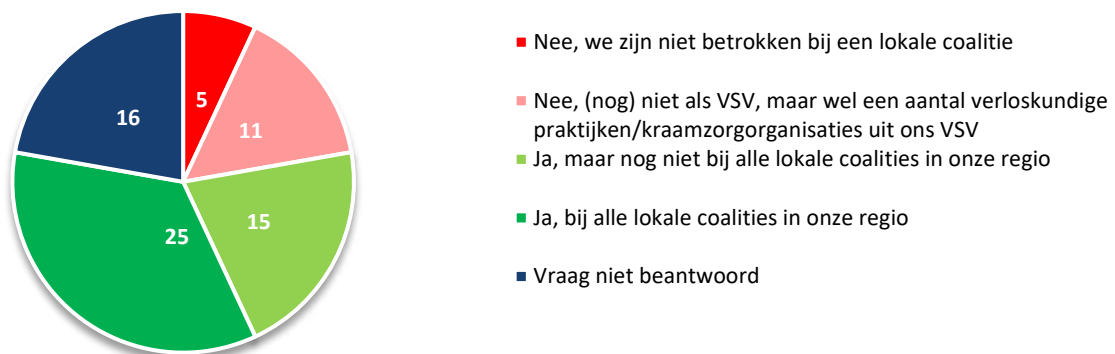 5
11
15
25
16
Nee, we zijn niet betrokken bij een lokale coalitie
Nee, (nog) niet als VSV, maar wel een aantal verloskundige
praktijken/kraamzorgorganisaties uit ons VSV
Ja, maar nog niet bij alle lokale coalities in onze regio
Ja, bij alle lokale coalities in onze regio
Vraag niet beantwoord